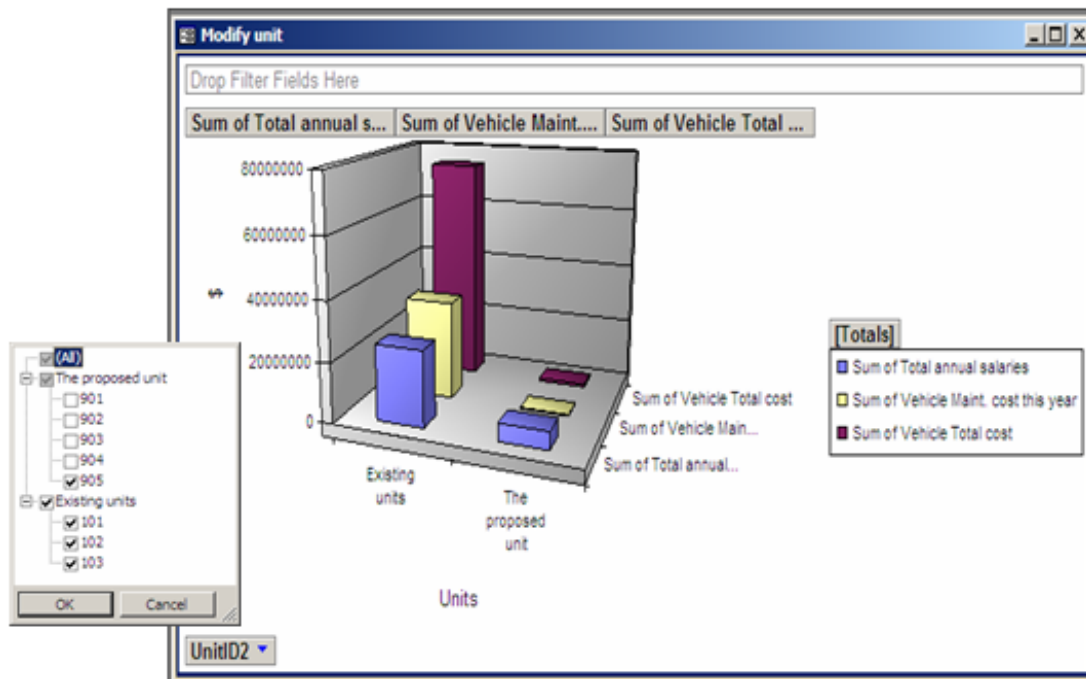 Modify unit
Drop Filter Fields Here
Sum of Total annual s... Sum of Vehicle Maint.... Sum of Vehicle Total ...
80000000
60000000
40000000
20000000
0
$
Sum of Vehicle Total cost
Sum of Vehicle Main...
Sum of Total annual...
Existing
units
The
proposed
unit
Units
[Totals]
Sum of Total annual salaries
Sum of Vehicle Maint. cost this year
Sum of Vehicle Total cost
(All)
The proposed unit
901
902
903
904
905
Existing units
101
102
103
OK Cancel
UnitID2